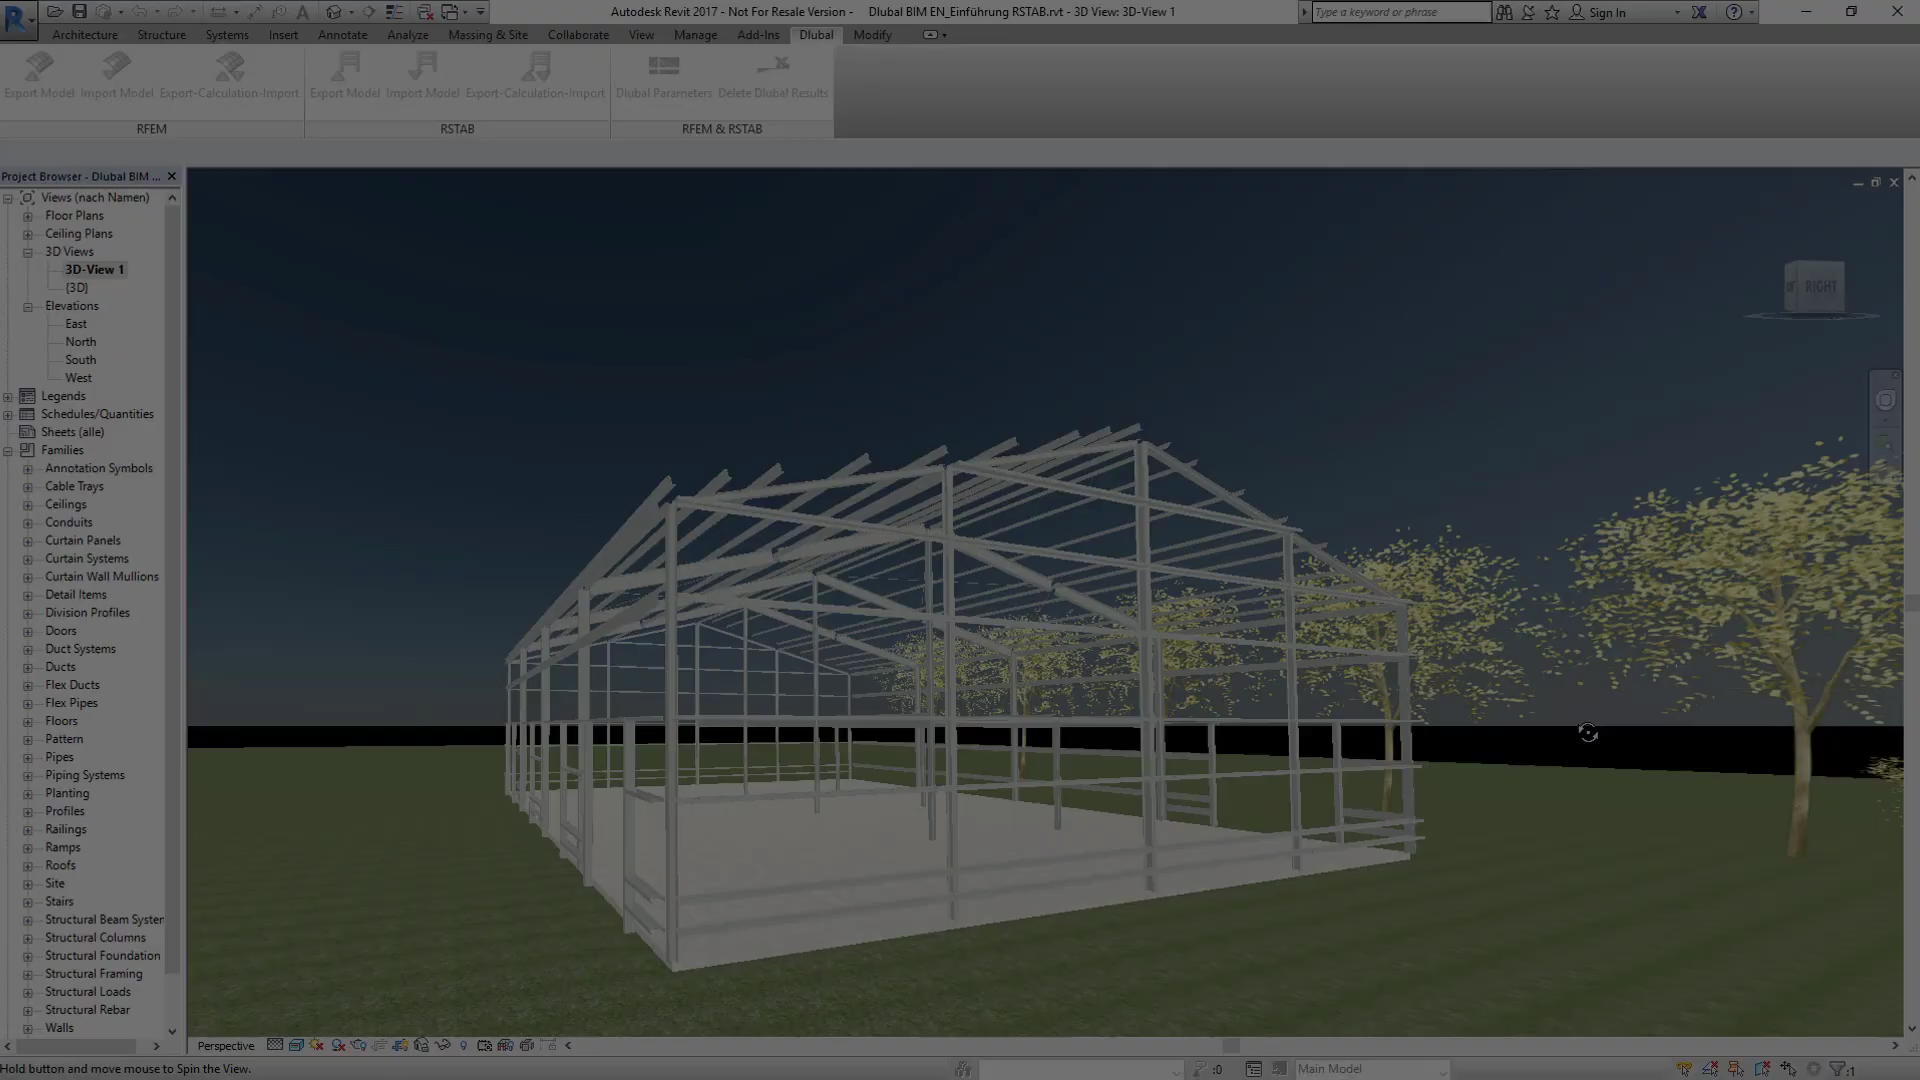 Autodesk Revit 2017 - Not For Resale Version - Dlubal BIM EN_Einführung RSTAB.rvt - 3D View: 3D-View 1
Type a keyword or phrase
Sign In
Architecture Structure Systems Insert Annotate Analyze Massing & Site Collaborate View Manage Add-Ins Dlubal Modify
Export Model Import Model Export-Calculation-Import Export Model Import Model Export-Calculation-Import Dlubal Parameters Delete Dlubal Results
RFEM RSTAB RFEM & RSTAB
Project Browser - Dlubal BIM ...
Views (nach Namen)
Floor Plans
Ceiling Plans
3D Views
3D-View 1
{3D}
Elevations
East
North
South
West
Legends
Schedules/Quantities
Sheets (alle)
Families
Annotation Symbols
Cable Trays
Ceilings
Conduits
Curtain Panels
Curtain Systems
Curtain Wall Mullions
Detail Items
Division Profiles
Doors
Duct Systems
Ducts
Flex Ducts
Flex Pipes
Floors
Pattern
Pipes
Piping Systems
Planting
Profiles
Railings
Ramps
Roofs
Site
Stairs
Structural Beam System
Structural Columns
Structural Foundation
Structural Framing
Structural Loads
Structural Rebar
Walls
RIGHT
Perspective
Hold button and move mouse to Spin the View.
:0
Main Model
:1